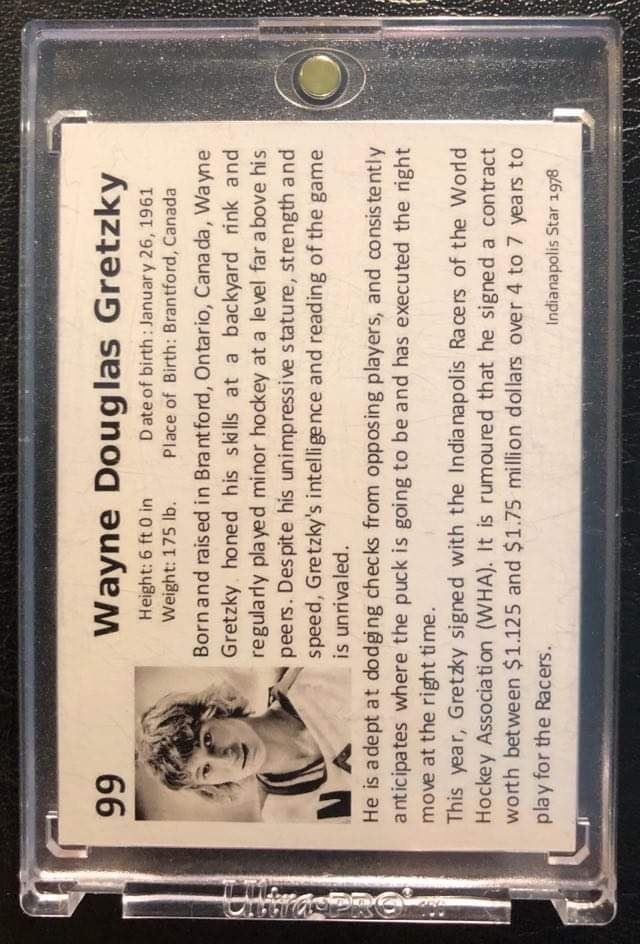 99
Wayne Douglas Gretzky
Height: 6 ft 0 in
Date of birth: January 26, 1961
Weight: 175 lb.
Place of Birth: Brantford, Canada
Born and raised in Brantford, Ontario, Canada, Wayne
Gretzky honed his skills at a backyard rink and
regularly played minor hockey at a level far above his
peers. Despite his unimpressive stature, strength and
speed, Gretzky's intelligence and reading of the game
is unrivaled.
He is adept at dodging checks from opposing players, and consistently
anticipates where the puck is going to be and has executed the right
move at the right time.
This year, Gretzky signed with the Indianapolis Racers of the World
Hockey Association (WHA). It is rumoured that he signed a contract
worth between $1.125 and $1.75 million dollars over 4 to 7 years to
play for the Racers.
Indianapolis Star 1978
Ultra•PRO®